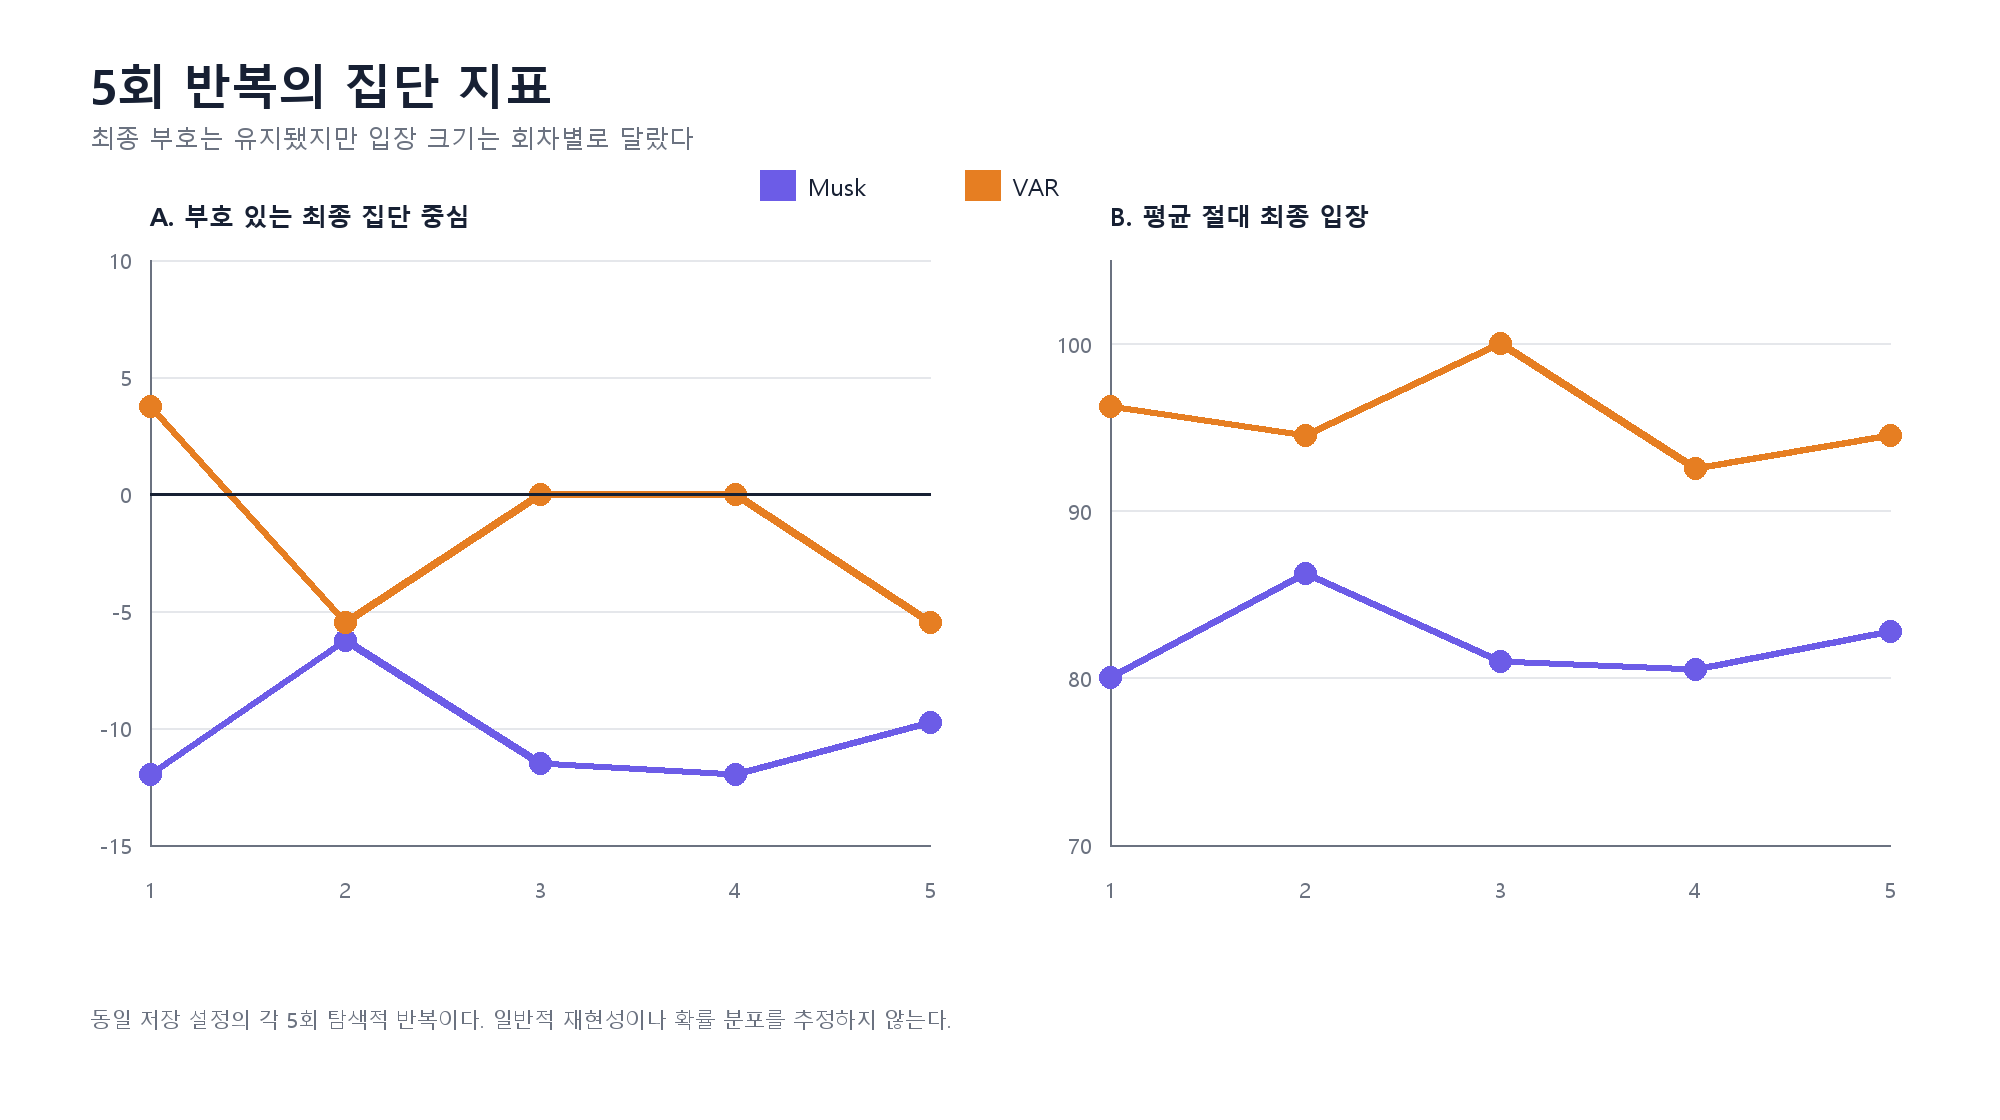 5회 반복의 집단 지표
최종 부호는 유지됐지만 입장 크기는 회차별로 달랐다
Musk
VAR
A. 부호 있는 최종 집단 중심
10
5
0
-5
-10
-15
1 2 3 4 5
B. 평균 절대 최종 입장
100
90
80
70
1 2 3 4 5
동일 저장 설정의 각 5회 탐색적 반복이다. 일반적 재현성이나 확률 분포를 추정하지 않는다.